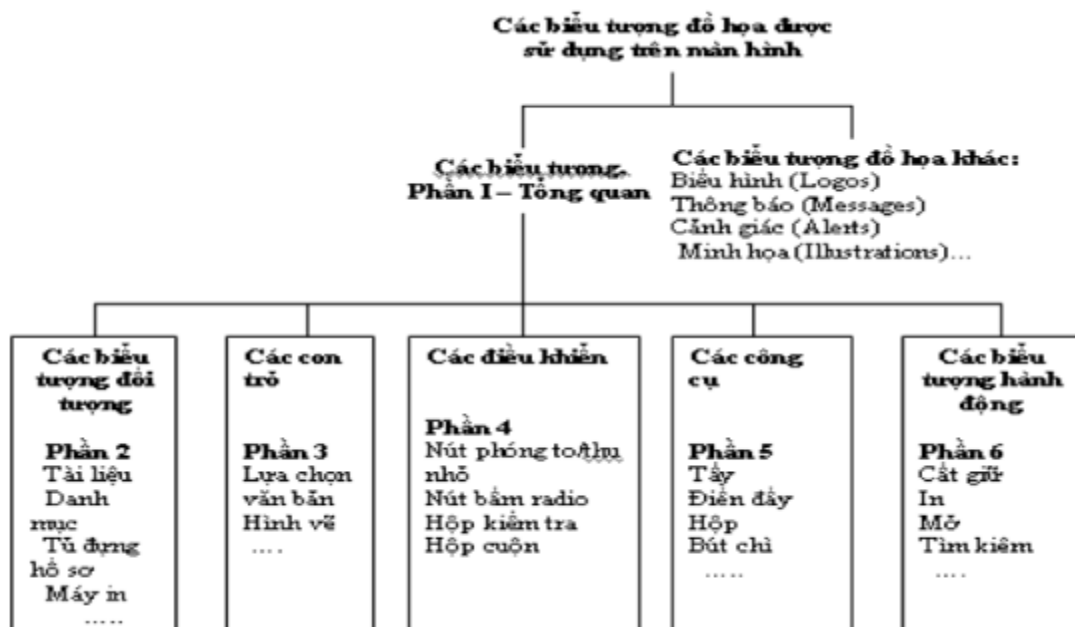 Các biểu tượng đồ họa được
sử dụng trên màn hình
Các biểu tượng.
Phần I – Tổng quan
Các biểu tượng đồ họa khác:
Biểu hình (Logos)
Thông báo (Messages)
Cảnh giác (Alerts)
Minh họa (Illustrations)...
Các biểu
tượng đối
tượng
Phần 2
Tài liệu
Danh
mục
Tủ đựng
hồ sơ
Máy in
.....
Các con
trỏ
Phần 3
Lựa chọn
văn bản
Hình vẽ
....
Các điều khiển
Phần 4
Nút phóng to/thu
nhỏ
Nút bấm radio
Hộp kiểm tra
Hộp cuộn
Các công
cụ
Phần 5
Tẩy
Điền đầy
Hộp
Bút chì
.....
Các biểu
tượng hành
động
Phần 6
Cất giữ
In
Mở
Tìm kiếm
....